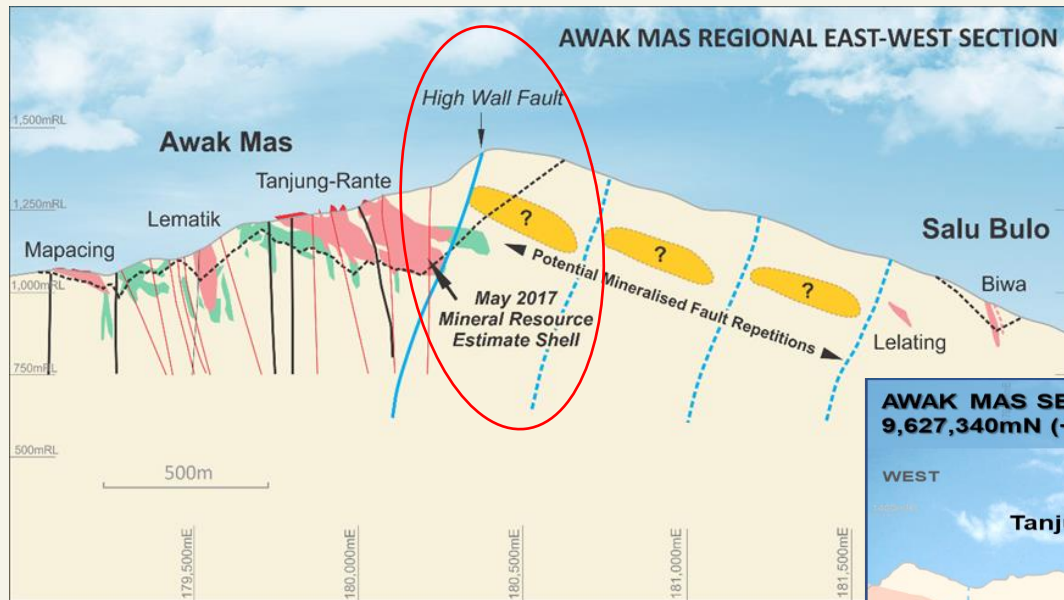 AWAK MAS REGIONAL EAST-WEST SECTION
High Wall Fault
1,500mRL
Awak Mas
Tanjung-Rante
1,250mRL
Lematik
Mapacing
Salu Bulo
Biwa
?
?
?
Potential Mineralised Fault Repetitions
1,000mRL
May 2017
Mineral Resource
Estimate Shell
Lelating
750mRL
500mRL
500m
179,500mE
180,000mE
180,500mE
181,000mE
181,500mE
AWAK MAS SE
9,627,340mN (
WEST
Tanj